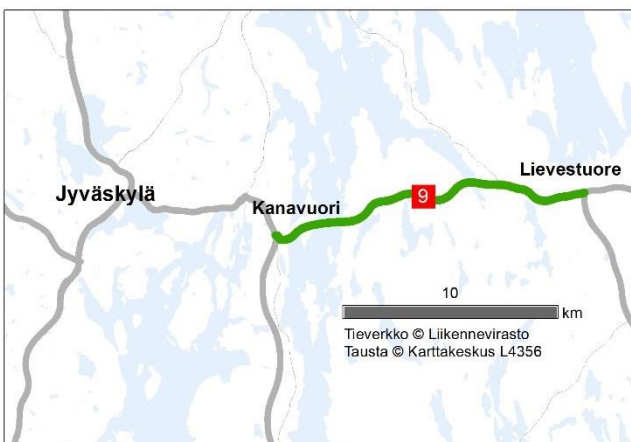 Lievestuore
Jyväskylä
9
Kanavuori
10
km
Tieverkko © Liikennevirasto
Tausta © Karttakeskus L4356